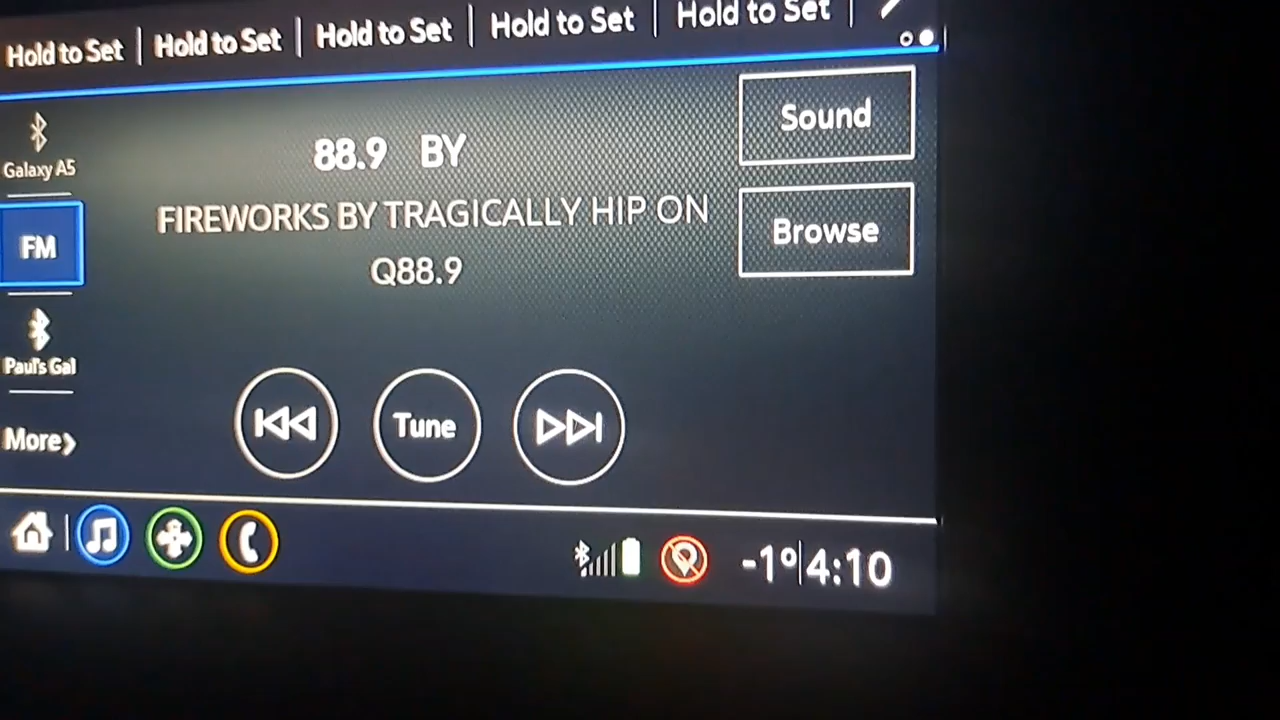 Hold to Set | Hold to Set | Hold to Set | Hold to Set | Hold to Set |
Galaxy A5
88.9 BY
Sound
FIREWORKS BY TRAGICALLY HIP ON
Q88.9
FM
Browse
Paul's Gal
More>
Tune
-1° 4:10